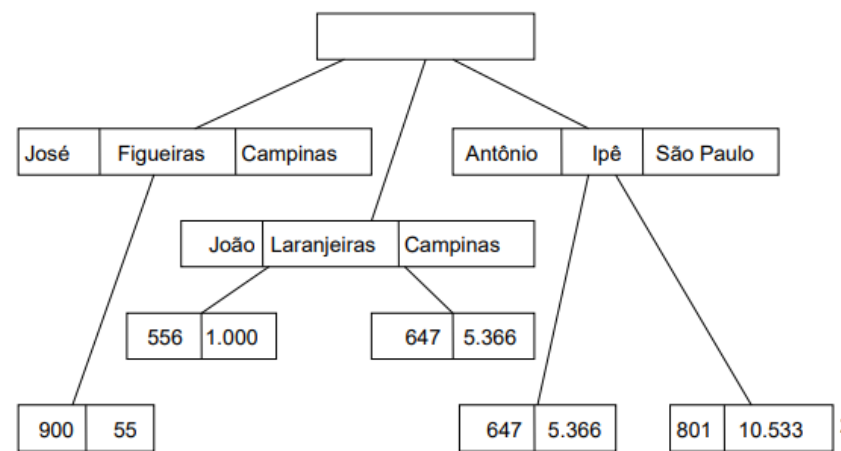 José Figueiras Campinas
Antônio Ipê São Paulo
João Laranjeiras Campinas
556 1.000
647 5.366
900 55
647 5.366
801 10.533